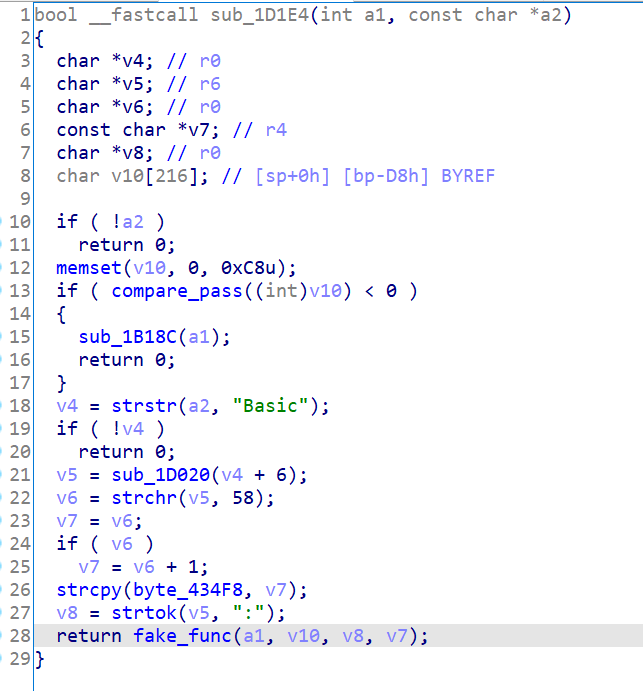 1 bool __fastcall sub_1D1E4(int a1, const char *a2)
2 {
3   char *v4; // r0
4   char *v5; // r6
5   char *v6; // r0
6   const char *v7; // r4
7   char *v8; // r0
8   char v10[216]; // [sp+0h] [bp-D8h] BYREF
9
10   if ( !a2 )
11     return 0;
12   memset(v10, 0, 0xC8u);
13   if ( compare_pass((int)v10) < 0 )
14   {
15     sub_1B18C(a1);
16     return 0;
17   }
18   v4 = strstr(a2, "Basic");
19   if ( !v4 )
20     return 0;
21   v5 = sub_1D020(v4 + 6);
22   v6 = strchr(v5, 58);
23   v7 = v6;
24   if ( v6 )
25     v7 = v6 + 1;
26   strcpy(byte_434F8, v7);
27   v8 = strtok(v5, ":");
28   return fake_func(a1, v10, v8, v7);
29 }